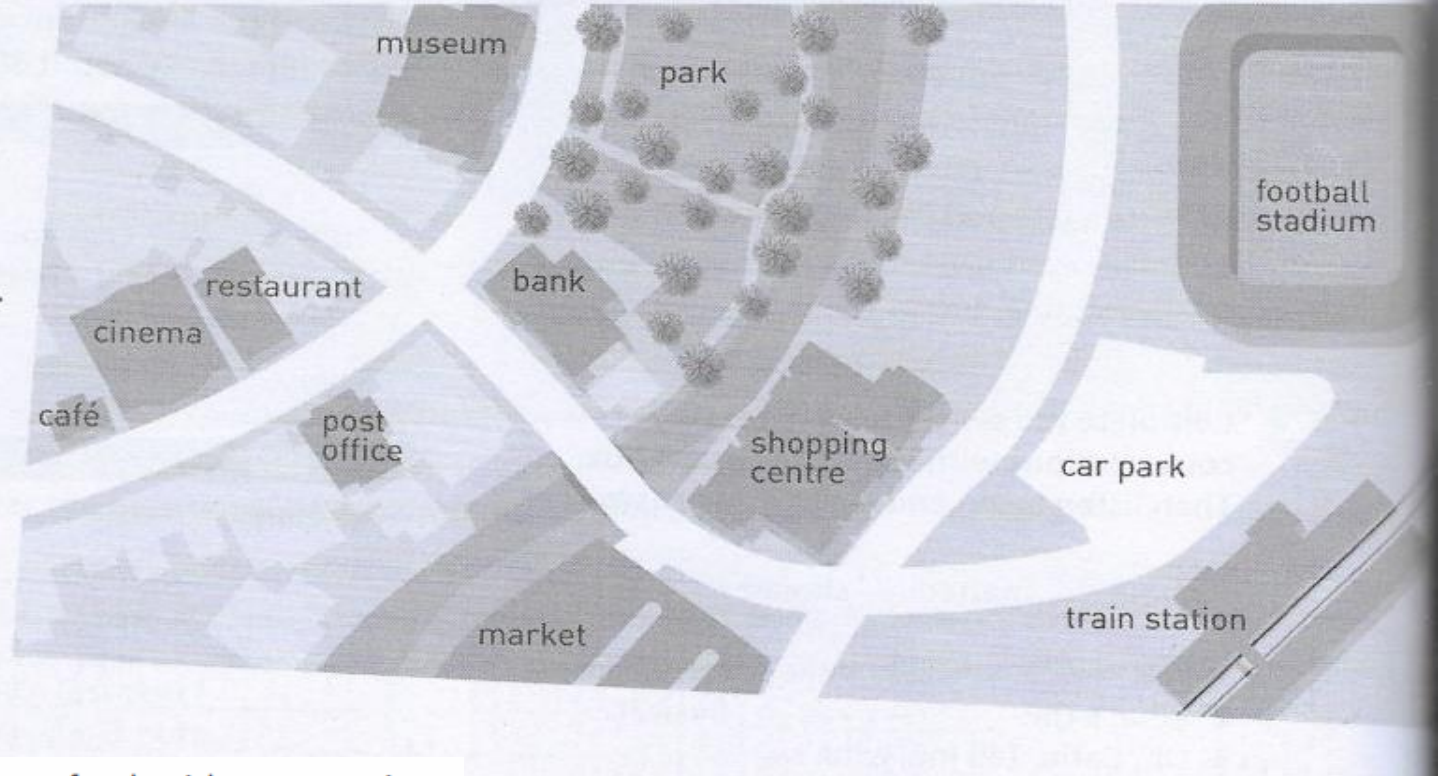 museum
park
football
stadium
restaurant
bank
cinema
café
post
office
shopping
centre
car park
train station
market